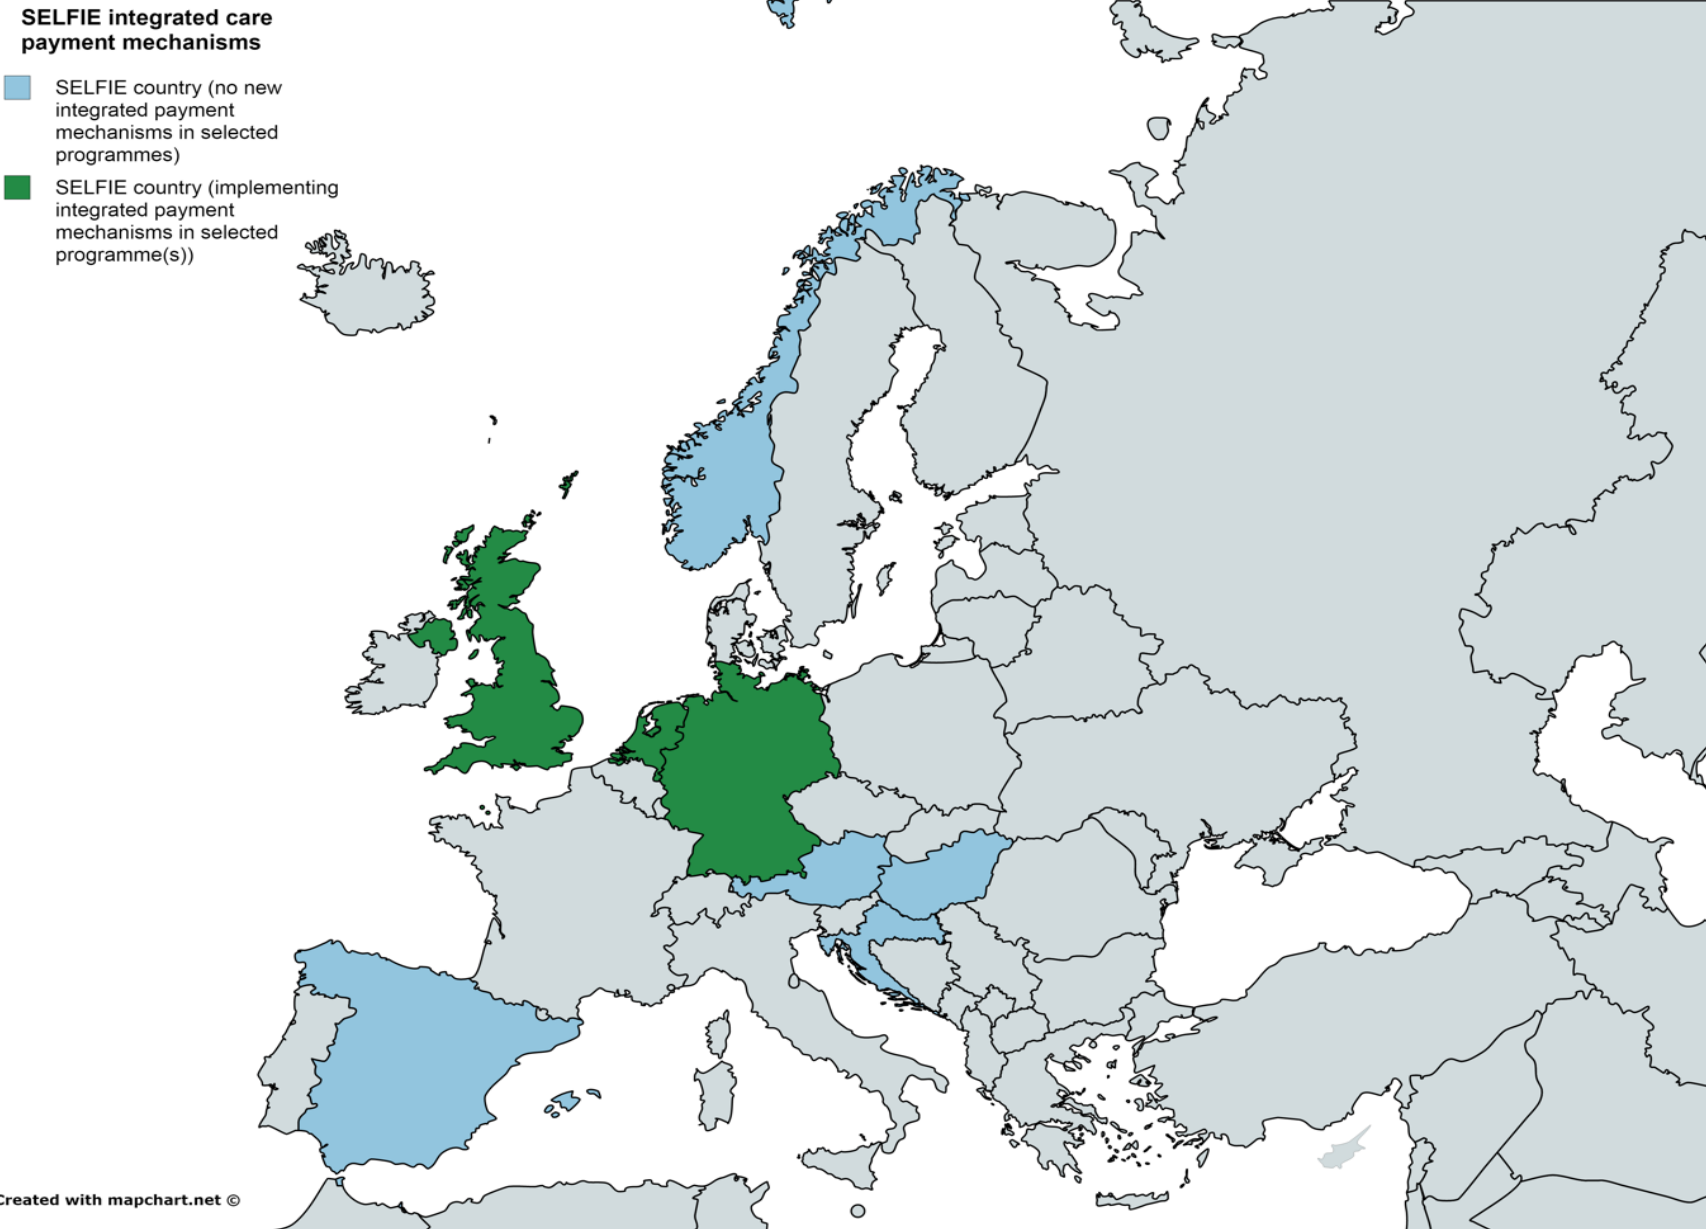 SELFIE integrated care
payment mechanisms
SELFIE country (no new
integrated payment
mechanisms in selected
programmes)
SELFIE country (implementing
integrated payment
mechanisms in selected
programme(s))
Created with mapchart.net ©